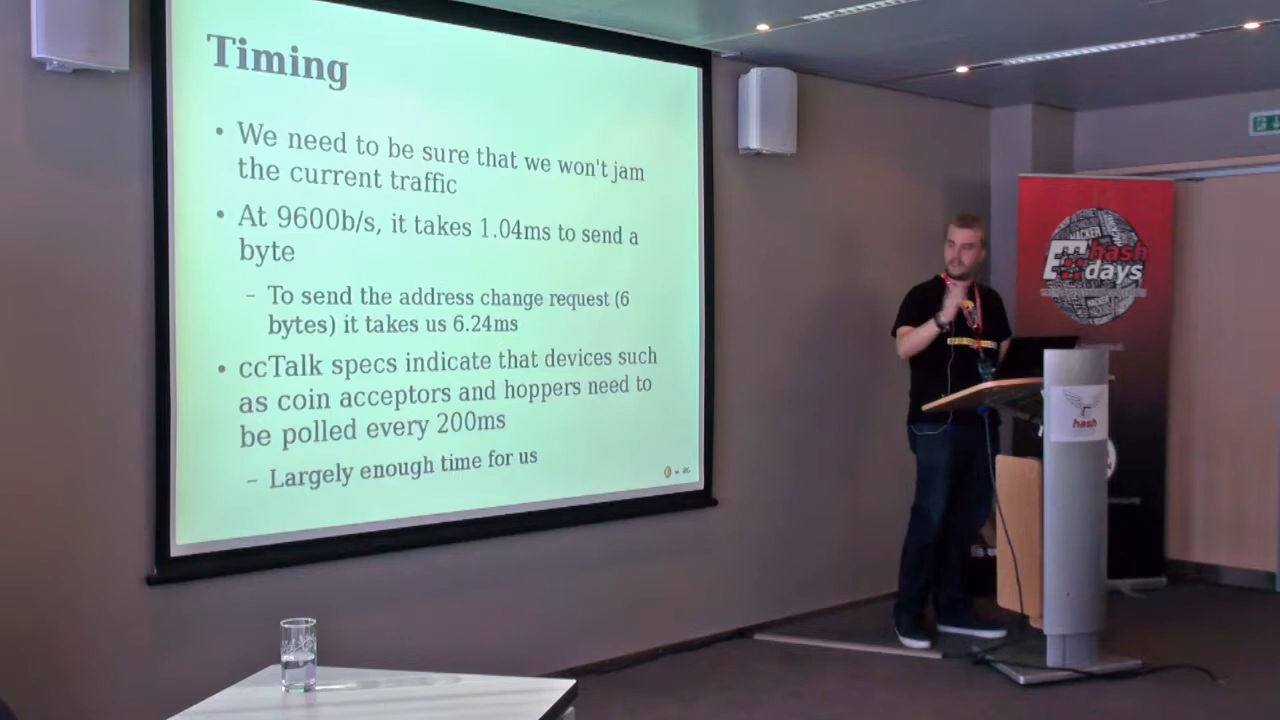 Timing
• We need to be sure that we won't jam
the current traffic
• At 9600b/s, it takes 1.04ms to send a
byte
– To send the address change request (6
bytes) it takes us 6.24ms
• ccTalk specs indicate that devices such
as coin acceptors and hoppers need to
be polled every 200ms
– Largely enough time for us
HACKER
hash
days
hash